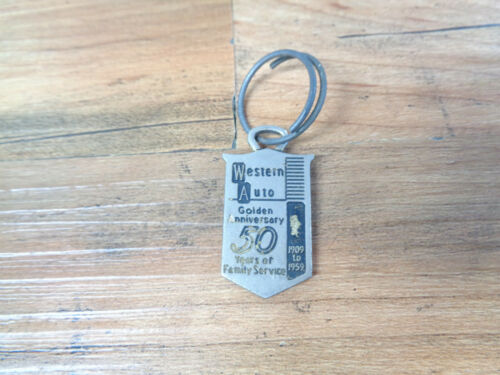 Western
Auto
Golden
Anniversary
50
Years of
Family Service
1909
to
1959